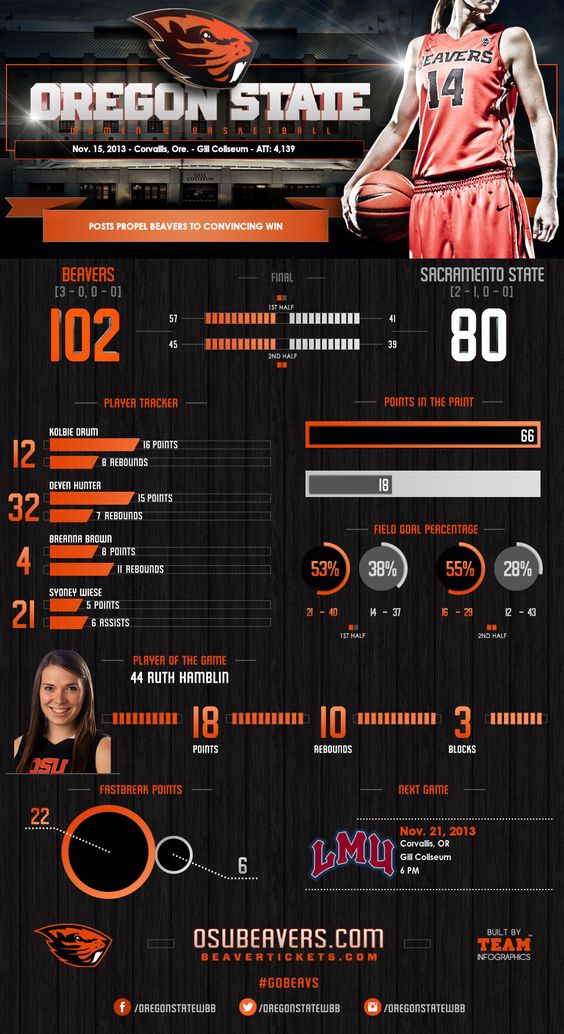 BEAVERS
14
OREGON STATE
WOMENS BASKETBALL
Nov. 15, 2013 - Corvallis, Ore. - Gill Coliseum - ATT: 4,139
GILL COLISEUM
POSTS PROPEL BEAVERS TO CONVINCING WIN
BEAVERS
[3 - 0, 0 - 0]
102
FINAL
SACRAMENTO STATE
[2 - 1, 0 - 0]
80
1ST HALF
57 41
45 39
2ND HALF
PLAYER TRACKER
KOLBIE ORUM
12
16 POINTS
8 REBOUNDS
DEVEN HUNTER
32
15 POINTS
7 REBOUNDS
BREANNA BROWN
4
8 POINTS
11 REBOUNDS
SYDNEY WIESE
21
5 POINTS
6 ASSISTS
POINTS IN THE PAINT
66
18
FIELD GOAL PERCENTAGE
53% 38% 55% 28%
21 - 40 14 - 37 16 - 29 12 - 43
1ST HALF 2ND HALF
PLAYER OF THE GAME
44 RUTH HAMBLIN
OSU
18 10 3
POINTS REBOUNDS BLOCKS
FASTBREAK POINTS
22
6
NEXT GAME
LMU
Nov. 21, 2013
Corvallis, OR
Gill Coliseum
6 PM
OSUBEAVERS.COM
BEAVERTICKETS.COM
BUILT BY
TEAM™
INFOGRAPHICS
#GOBEAVS
/OREGONSTATEWBB /OREGONSTATEWBB /OREGONSTATEWBB